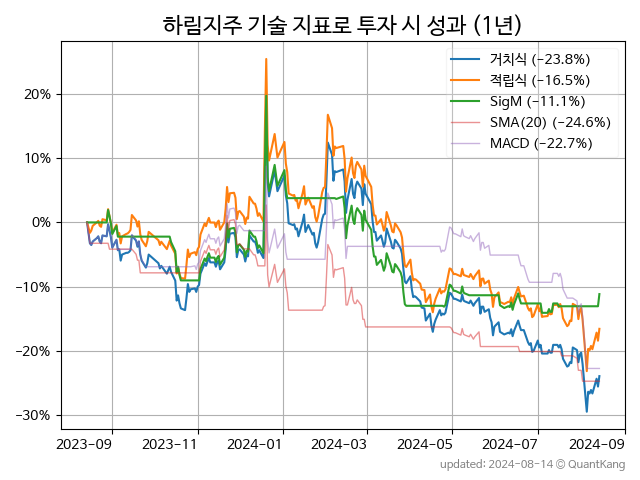 하림지주 기술 지표로 투자 시 성과 (1년)
거치식 (−23.8%)
적립식 (−16.5%)
SigM (−11.1%)
SMA(20) (−24.6%)
MACD (−22.7%)
20%
10%
0%
−10%
−20%
−30%
2023-09
2023-11
2024-01
2024-03
2024-05
2024-07
2024-09
updated: 2024-08-14 © QuantKang